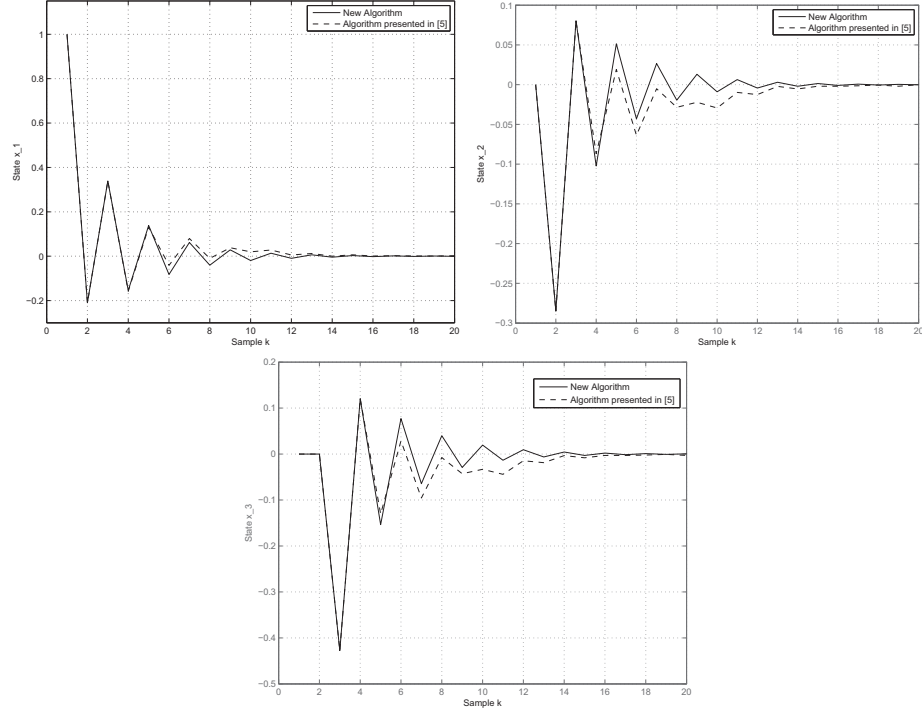 New Algorithm
Algorithm presented in [5]
1
0.8
0.6
0.4
0.2
0
−0.2
State x_1
0 2 4 6 8 10 12 14 16 18 20
Sample k
New Algorithm
Algorithm presented in [5]
0.1
0.05
0
−0.05
−0.1
−0.15
−0.2
−0.25
−0.3
State x_2
0 2 4 6 8 10 12 14 16 18 20
Sample k
New Algorithm
Algorithm presented in [5]
0.2
0.1
0
−0.1
−0.2
−0.3
−0.4
−0.5
State x_3
0 2 4 6 8 10 12 14 16 18 20
Sample k